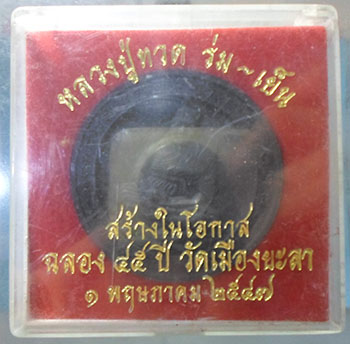 หลวงปู่ทวด ร่ม ~ เย็น
สร้างในโอกาส
ฉลอง ๔๕ ปี วัดเมืองยะลา
๑ พฤษภาคม ๒๕๔๗